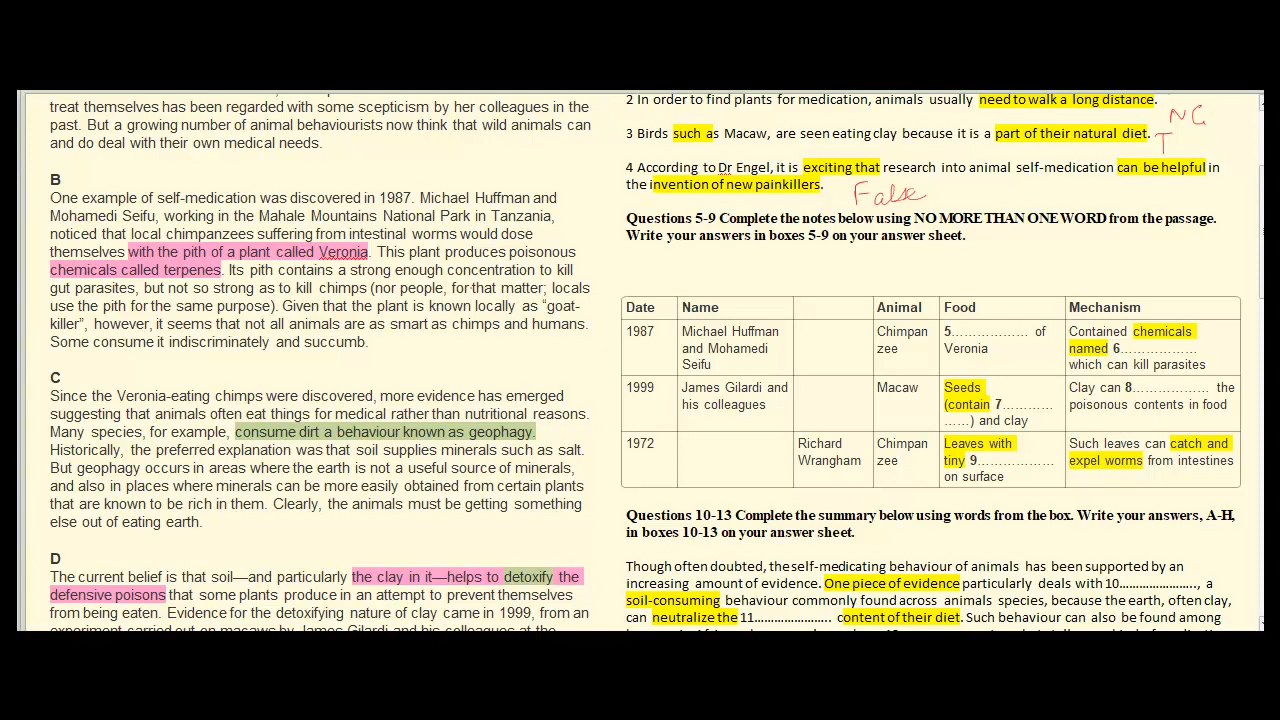 treat themselves has been regarded with some scepticism by her colleagues in the
past. But a growing number of animal behaviourists now think that wild animals can
and do deal with their own medical needs.
B
One example of self-medication was discovered in 1987. Michael Huffman and
Mohamedi Seifu, working in the Mahale Mountains National Park in Tanzania,
noticed that local chimpanzees suffering from intestinal worms would dose
themselves with the pith of a plant called Veronia. This plant produces poisonous
chemicals called terpenes. Its pith contains a strong enough concentration to kill
gut parasites, but not so strong as to kill chimps (nor people, for that matter; locals
use the pith for the same purpose). Given that the plant is known locally as “goat-
killer”, however, it seems that not all animals are as smart as chimps and humans.
Some consume it indiscriminately and succumb.
C
Since the Veronia-eating chimps were discovered, more evidence has emerged
suggesting that animals often eat things for medical rather than nutritional reasons.
Many species, for example, consume dirt a behaviour known as geophagy.
Historically, the preferred explanation was that soil supplies minerals such as salt.
But geophagy occurs in areas where the earth is not a useful source of minerals,
and also in places where minerals can be more easily obtained from certain plants
that are known to be rich in them. Clearly, the animals must be getting something
else out of eating earth.
D
The current belief is that soil—and particularly the clay in it—helps to detoxify the
defensive poisons that some plants produce in an attempt to prevent themselves
from being eaten. Evidence for the detoxifying nature of clay came in 1999, from an
experiment carried out on macaws by James Gilardi and his colleagues at the
2 In order to find plants for medication, animals usually need to walk a long distance.
NG
3 Birds such as Macaw, are seen eating clay because it is a part of their natural diet.
T
4 According to Dr Engel, it is exciting that research into animal self-medication can be helpful in
the invention of new painkillers.
False
Questions 5-9 Complete the notes below using NO MORE THAN ONE WORD from the passage.
Write your answers in boxes 5-9 on your answer sheet.
Date Name Animal Food Mechanism
1987 Michael Huffman Chimpan 5.................. of Contained chemicals
and Mohamedi zee Veronia named 6..................
Seifu which can kill parasites
1999 James Gilardi and Macaw Seeds Clay can 8.................. the
his colleagues (contain 7............ poisonous contents in food
......) and clay
1972 Richard Chimpan Leaves with Such leaves can catch and
Wrangham zee tiny 9.................. expel worms from intestines
on surface
Questions 10-13 Complete the summary below using words from the box. Write your answers, A-H,
in boxes 10-13 on your answer sheet.
Though often doubted, the self-medicating behaviour of animals has been supported by an
increasing amount of evidence. One piece of evidence particularly deals with 10....................., a
soil-consuming behaviour commonly found across animals species, because the earth, often clay,
can neutralize the 11..................... content of their diet. Such behaviour can also be found among